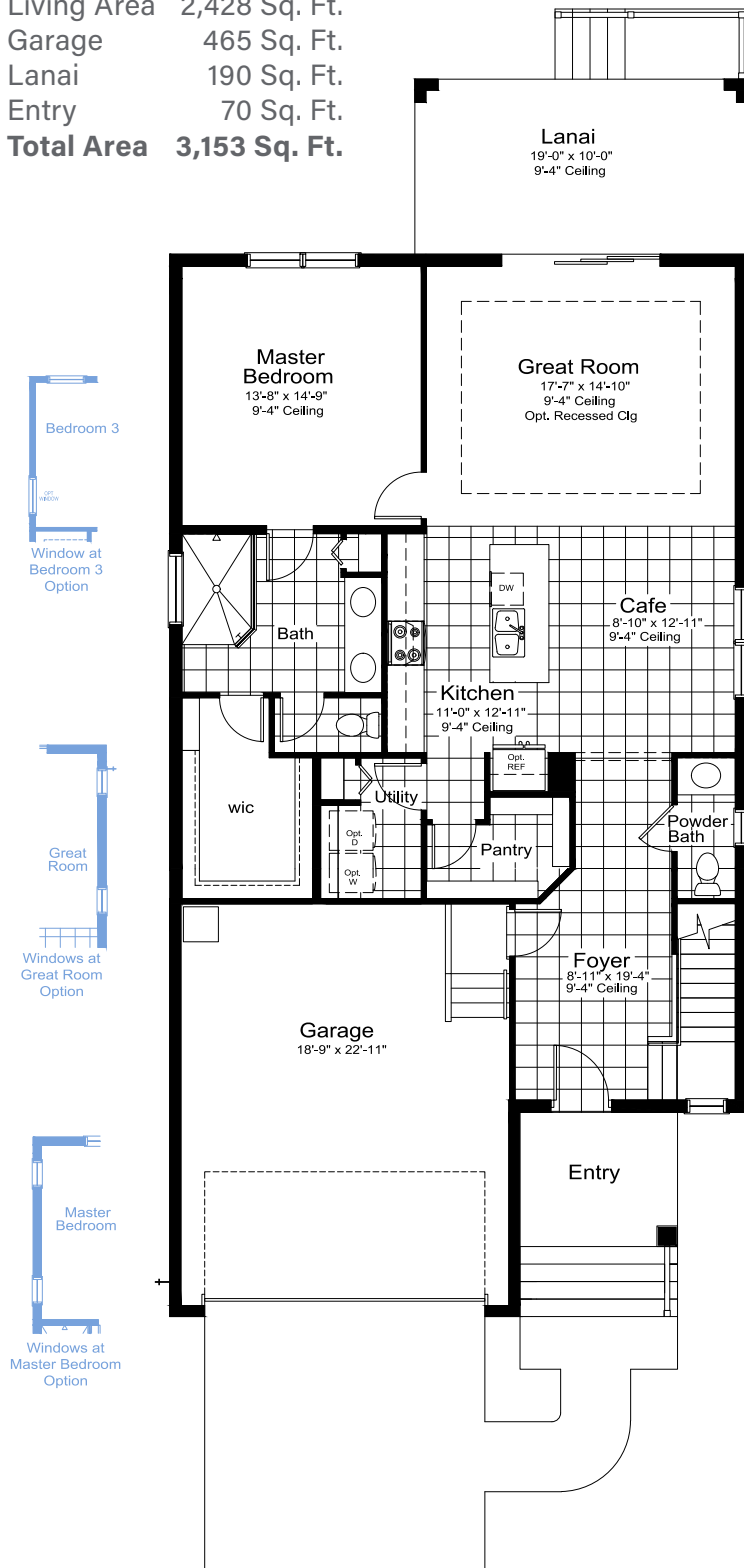 Living Area 2,428 Sq. Ft.
Garage 465 Sq. Ft.
Lanai 190 Sq. Ft.
Entry 70 Sq. Ft.
Total Area 3,153 Sq. Ft.
Lanai
19'-0" x 10'-0"
9'-4" Ceiling
Master
Bedroom
13'-8" x 14'-9"
9'-4" Ceiling
Great Room
17'-7" x 14'-10"
9'-4" Ceiling
Opt. Recessed Clg
Bedroom 3
OPT
WINDOW
Window at
Bedroom 3
Option
DW
Cafe
8'-10" x 12'-11"
9'-4" Ceiling
Bath
Kitchen
11'-0" x 12'-11"
9'-4" Ceiling
Opt.
REF
wic
Utility
Opt.
D
Opt.
W
Pantry
Powder
Bath
Great
Room
Windows at
Great Room
Option
Foyer
8'-11" x 19'-4"
9'-4" Ceiling
Garage
18'-9" x 22'-11"
Entry
Master
Bedroom
Windows at
Master Bedroom
Option